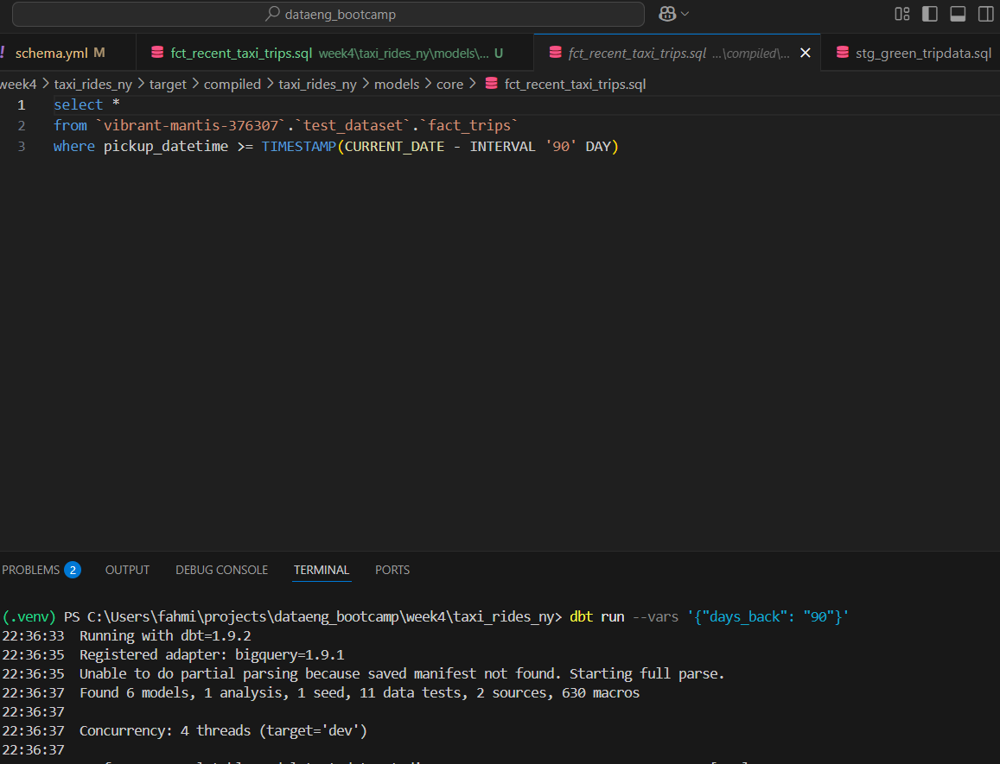 dataeng_bootcamp
! schema.yml M
fct_recent_taxi_trips.sql week4\taxi_rides_ny\models\... U
fct_recent_taxi_trips.sql ...\compiled\...
stg_green_tripdata.sql
week4 > taxi_rides_ny > target > compiled > taxi_rides_ny > models > core > fct_recent_taxi_trips.sql
1 select *
2 from `vibrant-mantis-376307`.`test_dataset`.`fact_trips`
3 where pickup_datetime >= TIMESTAMP(CURRENT_DATE - INTERVAL '90' DAY)
PROBLEMS 2 OUTPUT DEBUG CONSOLE TERMINAL PORTS
(.venv) PS C:\Users\fahmi\projects\dataeng_bootcamp\week4\taxi_rides_ny> dbt run --vars '{"days_back": "90"}'
22:36:33 Running with dbt=1.9.2
22:36:35 Registered adapter: bigquery=1.9.1
22:36:35 Unable to do partial parsing because saved manifest not found. Starting full parse.
22:36:37 Found 6 models, 1 analysis, 1 seed, 11 data tests, 2 sources, 630 macros
22:36:37
22:36:37 Concurrency: 4 threads (target='dev')
22:36:37